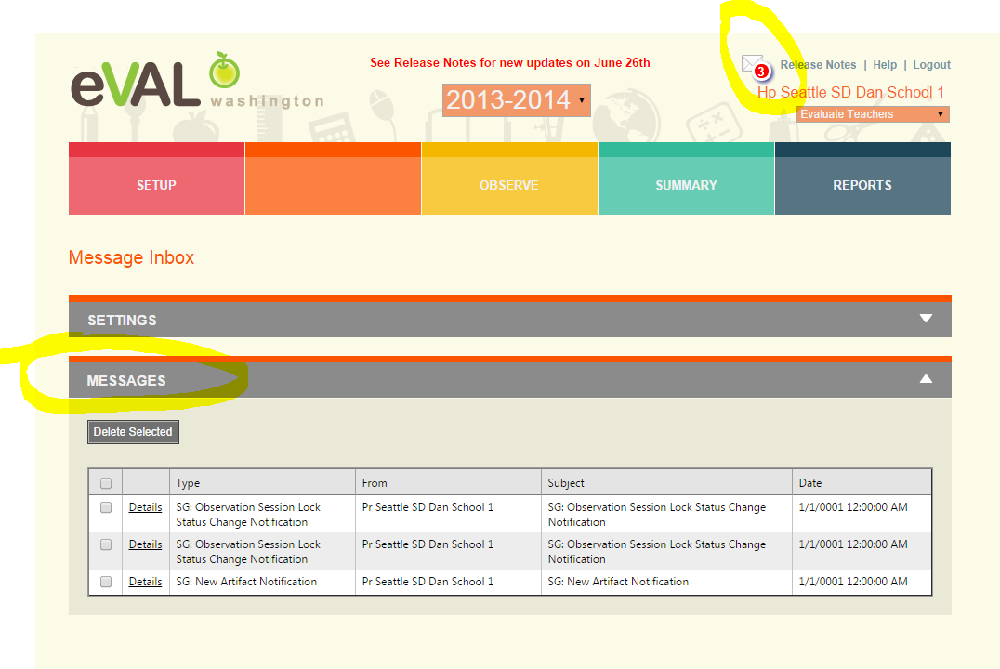 See Release Notes for new updates on June 26th
3
Release Notes | Help | Logout
eVAL
washington
2013-2014
Hp Seattle SD Dan School 1
Evaluate Teachers
SETUP
OBSERVE
SUMMARY
REPORTS
Message Inbox
SETTINGS
MESSAGES
Delete Selected
Type From Subject Date
Details SG: Observation Session Lock Pr Seattle SD Dan School 1 SG: Observation Session Lock Status Change 1/1/0001 12:00:00 AM
Status Change Notification Notification
Details SG: Observation Session Lock Pr Seattle SD Dan School 1 SG: Observation Session Lock Status Change 1/1/0001 12:00:00 AM
Status Change Notification Notification
Details SG: New Artifact Notification Pr Seattle SD Dan School 1 SG: New Artifact Notification 1/1/0001 12:00:00 AM